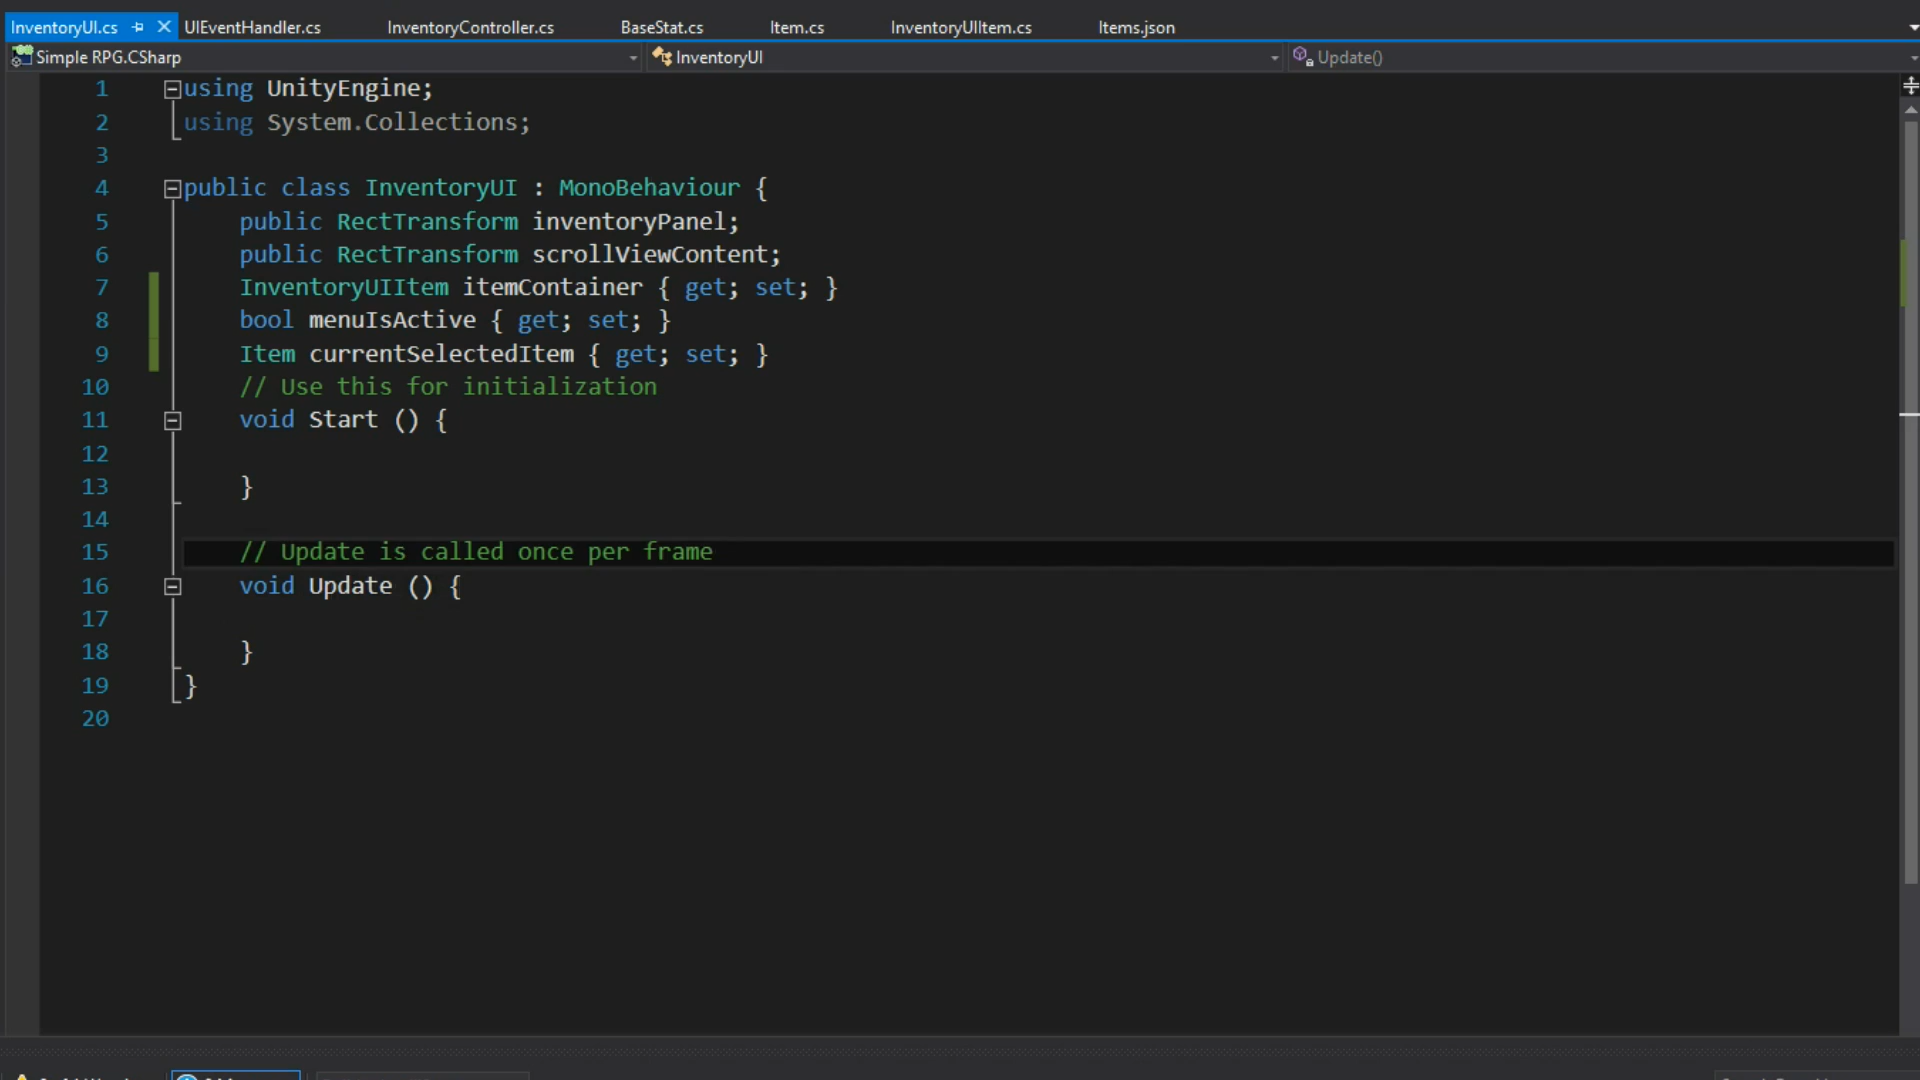 InventoryUI.cs UIEventHandler.cs InventoryController.cs BaseStat.cs Item.cs InventoryUIItem.cs Items.json
Simple RPG.CSharp InventoryUI Update()
1 using UnityEngine;
2 using System.Collections;
3
4 public class InventoryUI : MonoBehaviour {
5 public RectTransform inventoryPanel;
6 public RectTransform scrollViewContent;
7 InventoryUIItem itemContainer { get; set; }
8 bool menuIsActive { get; set; }
9 Item currentSelectedItem { get; set; }
10 // Use this for initialization
11 void Start () {
12
13 }
14
15 // Update is called once per frame
16 void Update () {
17
18 }
19 }
20